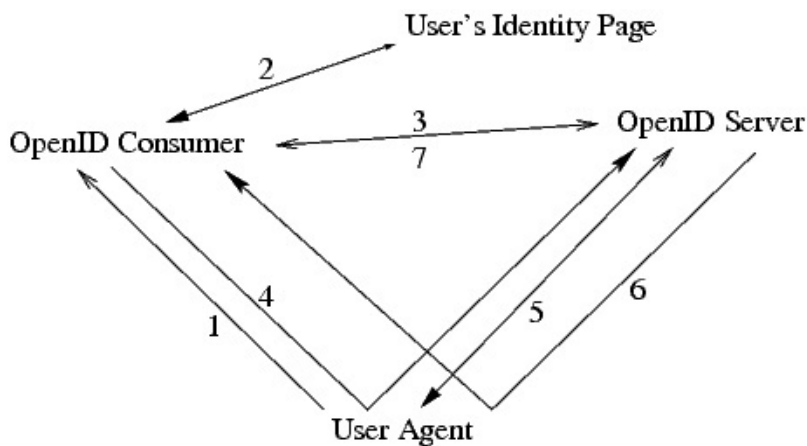 User's Identity Page
2
OpenID Consumer
3
7
OpenID Server
4
1
5
6
User Agent